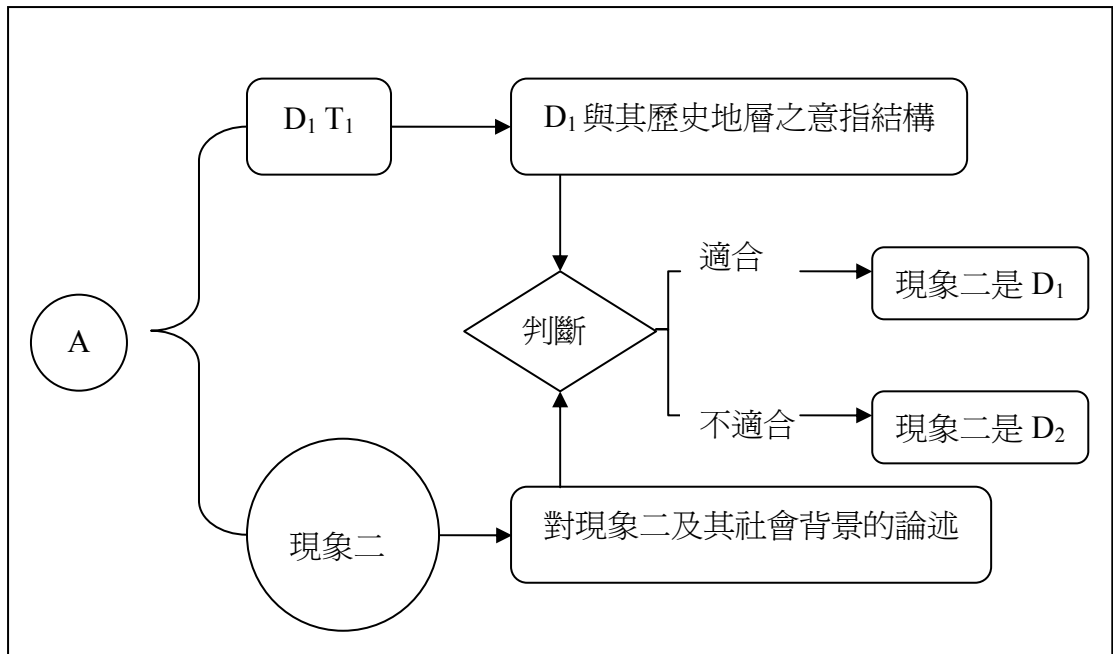 D₁ T₁
D₁ 與其歷史地層之意指結構
適合
現象二是 D₁
A
判斷
不適合
現象二是 D₂
現象二
對現象二及其社會背景的論述